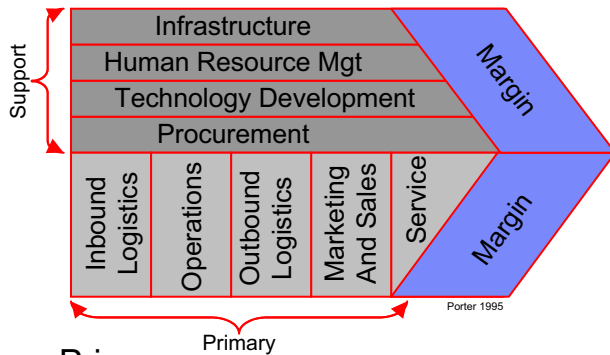 Support
Infrastructure
Human Resource Mgt
Technology Development
Procurement
Margin
Inbound
Logistics
Operations
Outbound
Logistics
Marketing
And Sales
Service
Margin
Porter 1995
Primary